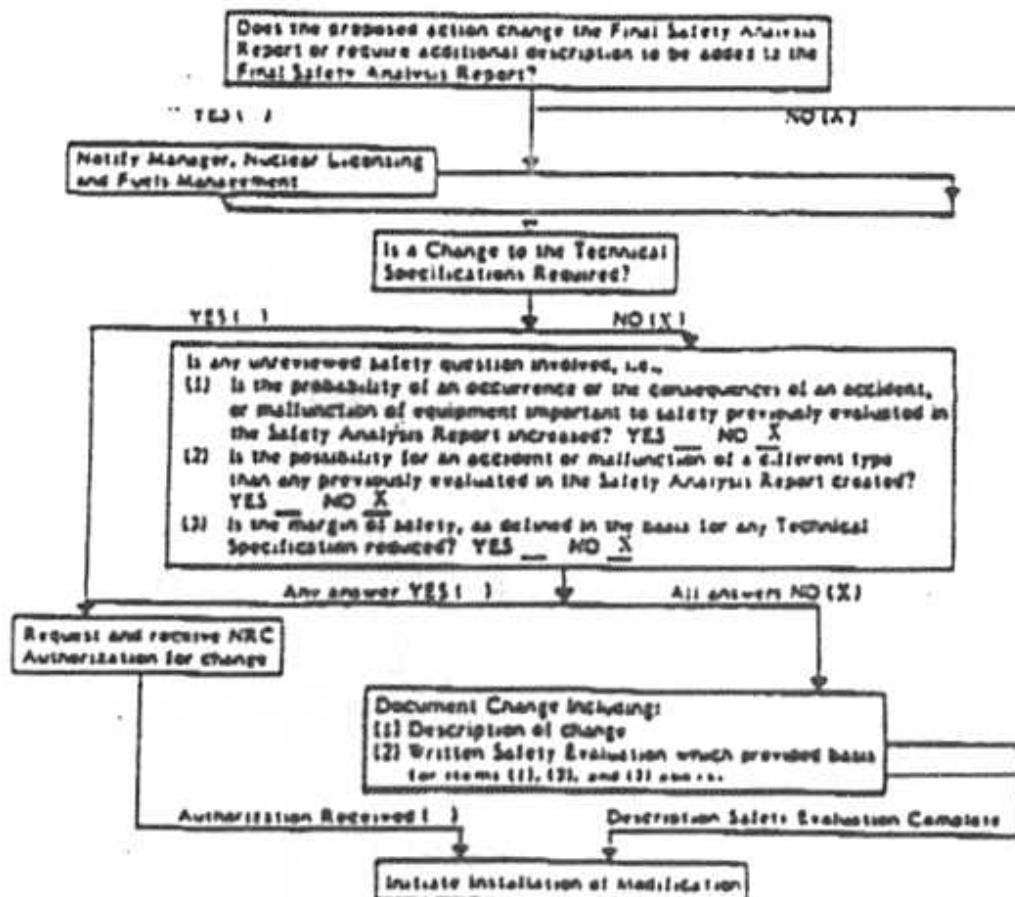 Does the proposed action change the Final Safety Analysis
Report or require additional description to be added to the
Final Safety Analysis Report?
YES ( )
NO (X)
Notify Manager, Nuclear Licensing
and Fuels Management
Is a Change to the Technical
Specifications Required?
YES ( )
NO (X)
Is any unreviewed safety question involved, i.e.,
(1) Is the probability of an occurrence or the consequences of an accident,
or malfunction of equipment important to safety previously evaluated in
the Safety Analysis Report increased? YES __ NO X
(2) Is the possibility for an accident or malfunction of a different type
than any previously evaluated in the Safety Analysis Report created?
YES __ NO X
(3) Is the margin of safety, as defined in the basis for any Technical
Specification reduced? YES __ NO X
Any answer YES ( )
All answers NO (X)
Request and receive NRC
Authorization for change
Document Change Including:
(1) Description of change
(2) Written Safety Evaluation which provided basis
for items (1), (2), and (3)
Authorization Received ( )
Description Safety Evaluation Complete
Initiate Installation of Modification